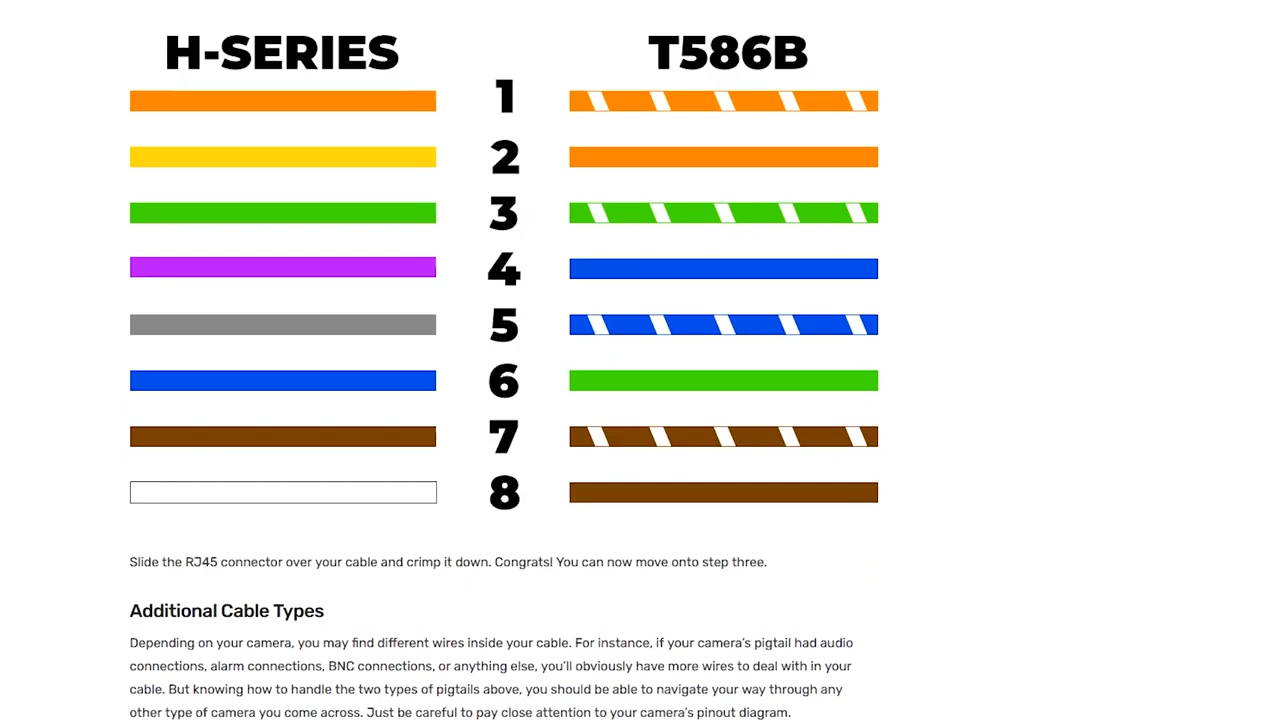 H-SERIES T586B
1
2
3
4
5
6
7
8
Slide the RJ45 connector over your cable and crimp it down. Congrats! You can now move onto step three.
Additional Cable Types
Depending on your camera, you may find different wires inside your cable. For instance, if your camera's pigtail had audio
connections, alarm connections, BNC connections, or anything else, you'll obviously have more wires to deal with in your
cable. But knowing how to handle the two types of pigtails above, you should be able to navigate your way through any
other type of camera you come across. Just be careful to pay close attention to your camera's pinout diagram.